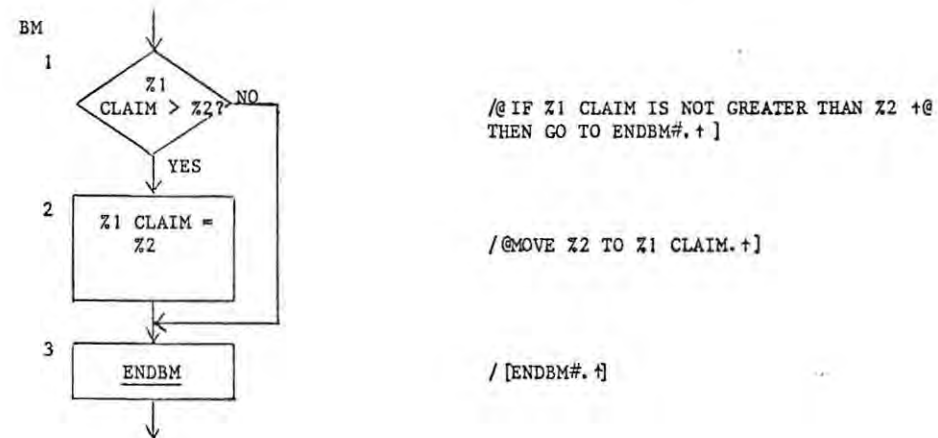 BM
1
%1
CLAIM > %2?
NO
/@ IF %1 CLAIM IS NOT GREATER THAN %2 ↑@
THEN GO TO ENDBM#.↑ ]
YES
2
%1 CLAIM =
%2
/@MOVE %2 TO %1 CLAIM.↑]
3
ENDBM
/ [ENDBM#.↑]